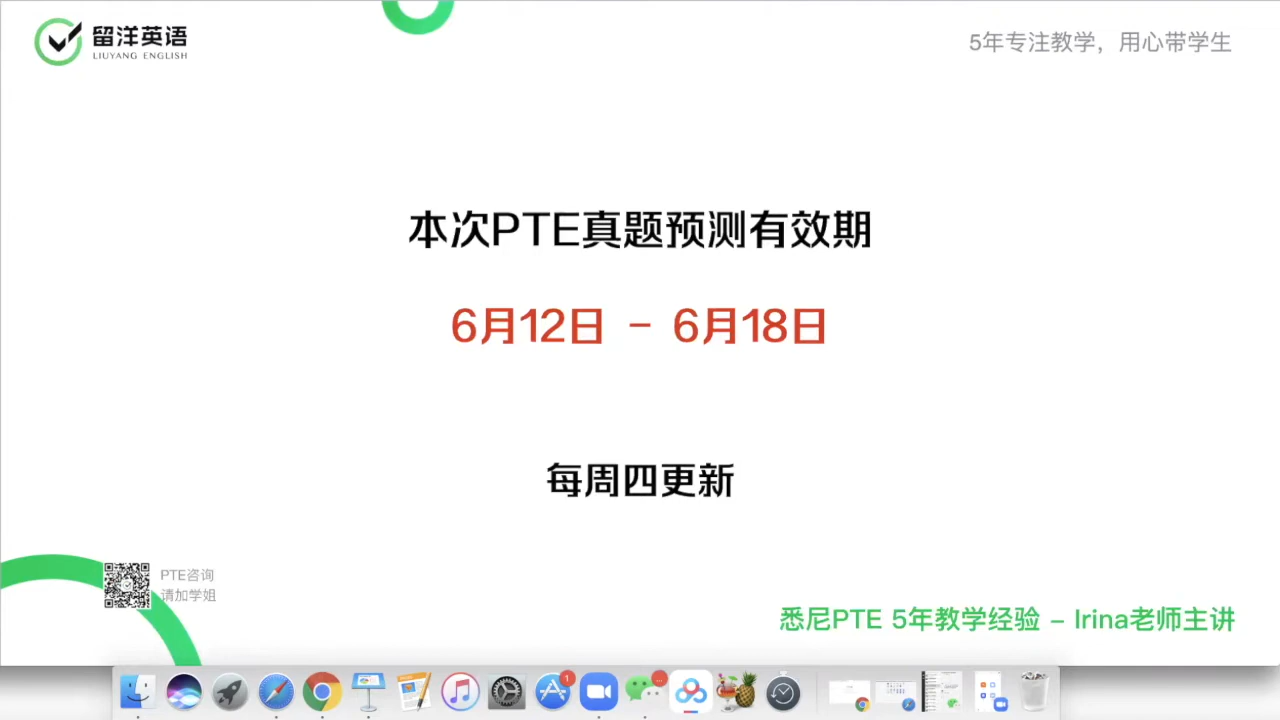 留洋英语
LIUYANG ENGLISH
5年专注教学，用心带学生
本次PTE真题预测有效期
6月12日 - 6月18日
每周四更新
PTE咨询
请加学姐
悉尼PTE 5年教学经验 - Irina老师主讲
1